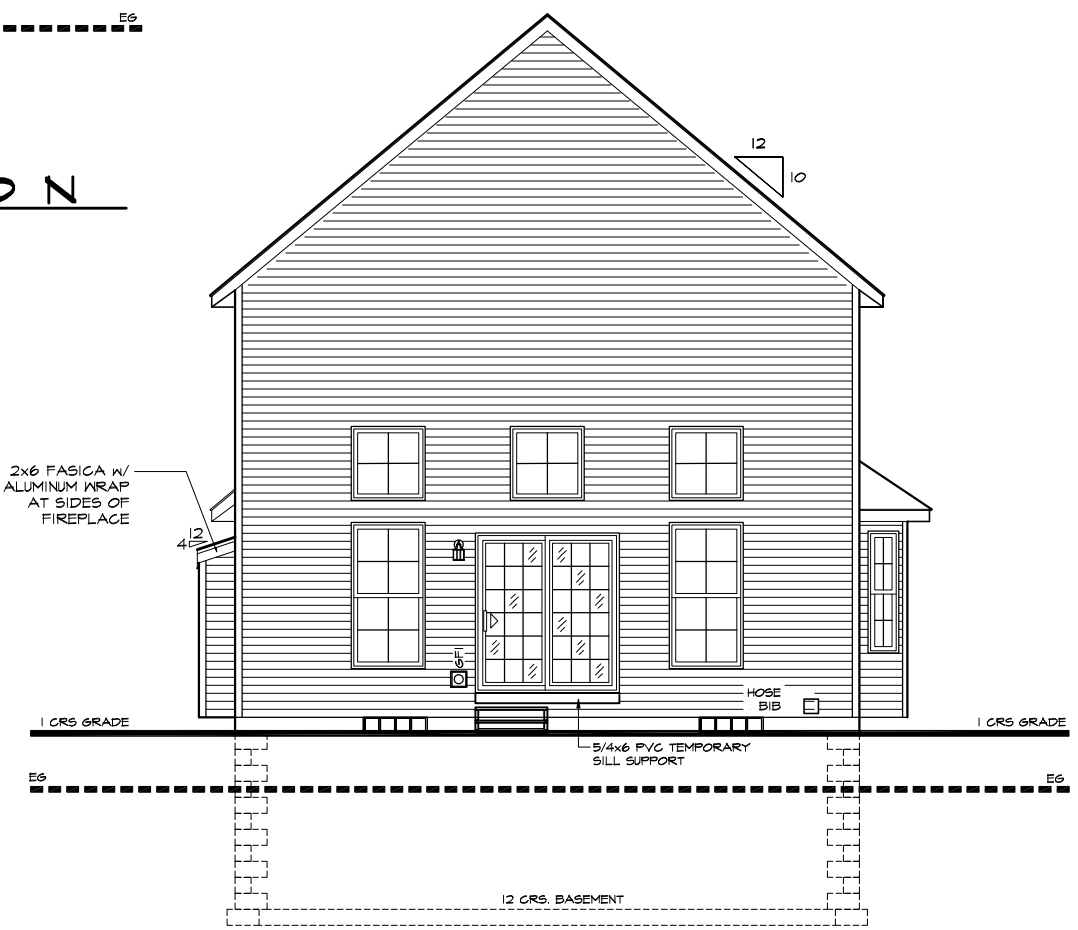 EG
O N
12
10
2x6 FASICA W/
ALUMINUM WRAP
AT SIDES OF
FIREPLACE
12
4
GFI
HOSE
BIB
1 CRS GRADE
1 CRS GRADE
5/4x6 PVC TEMPORARY
SILL SUPPORT
EG
EG
12 CRS. BASEMENT